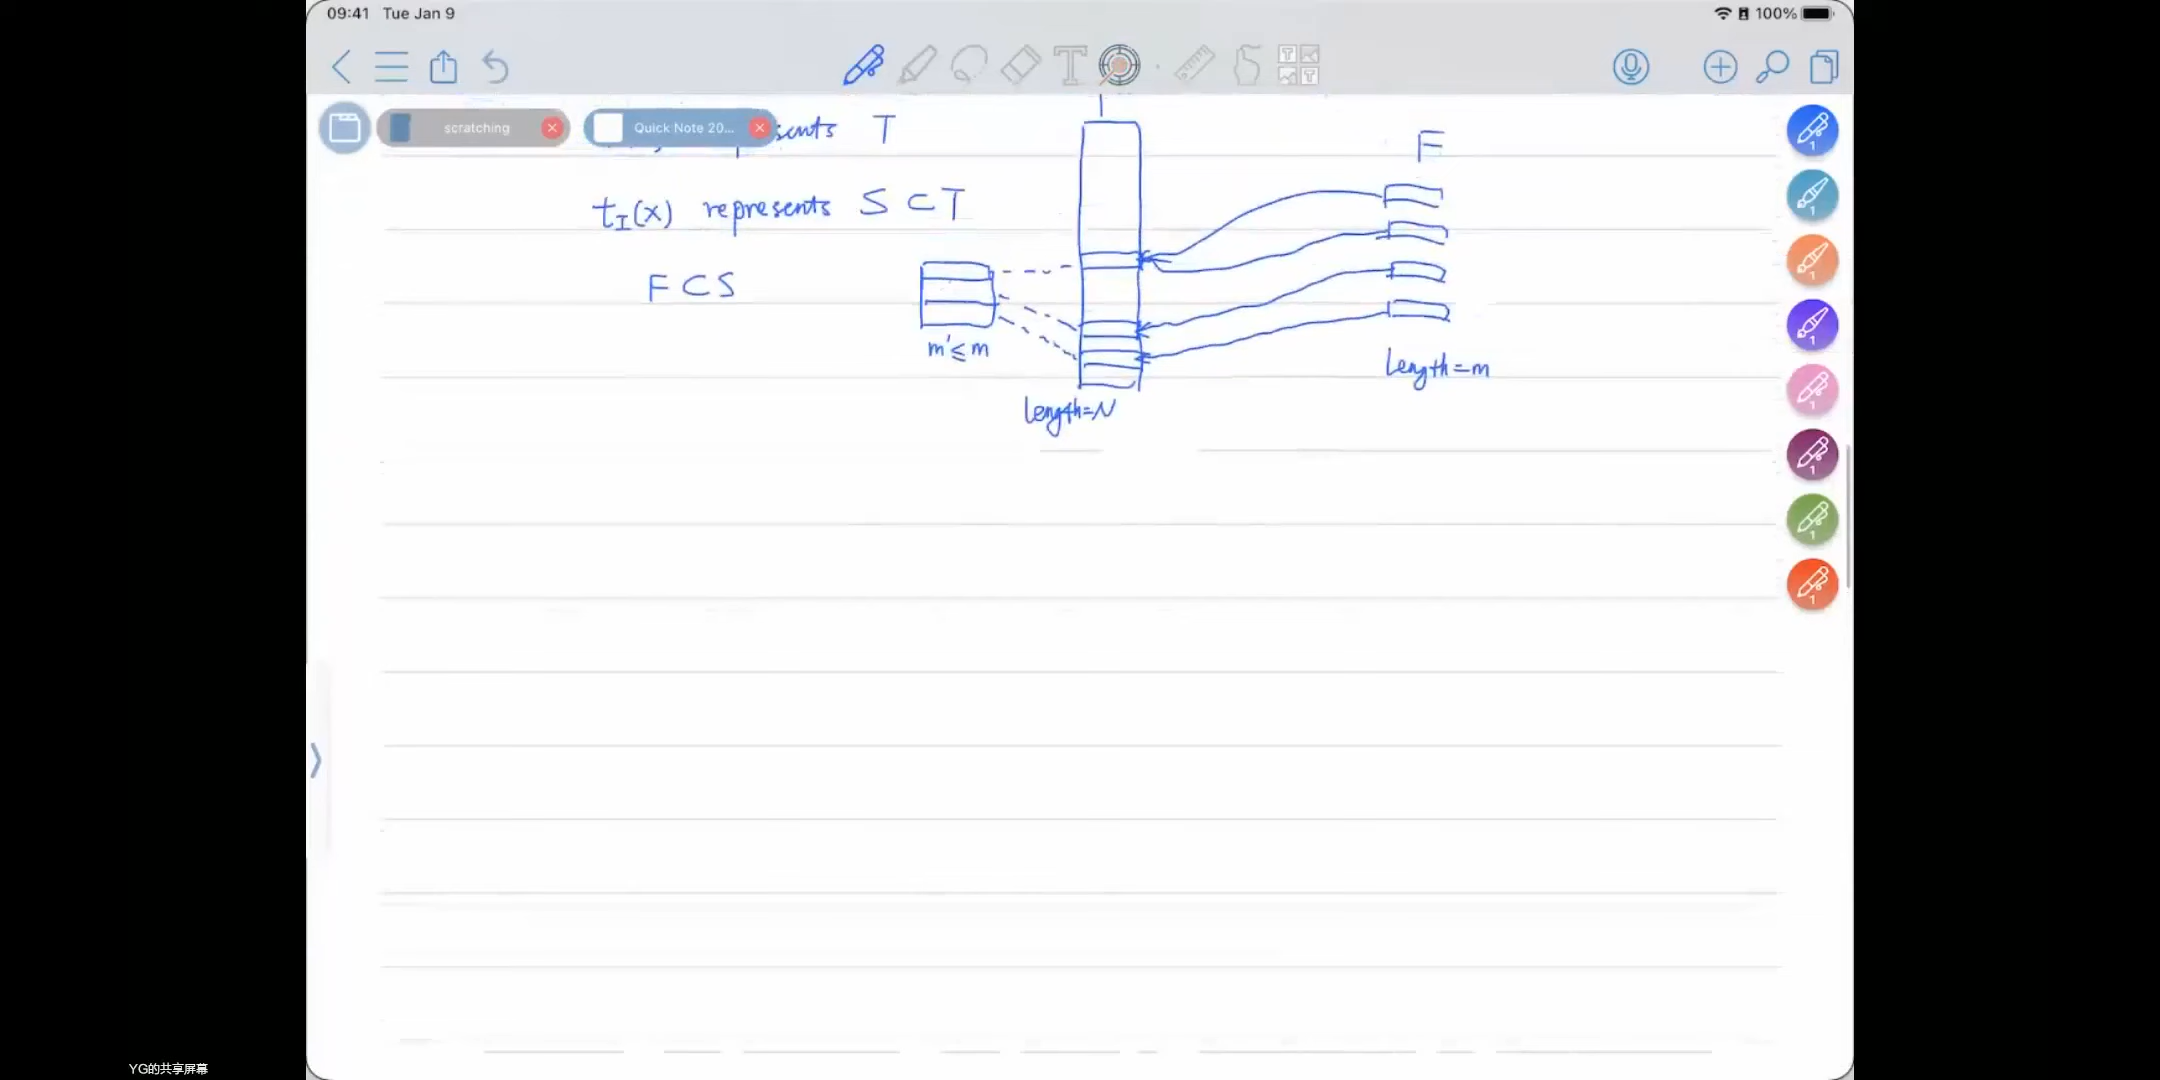 09:41 Tue Jan 9
100%
scratching
Quick Note 20...
T
F
t_I(x) represents S ⊂ T
F ⊂ S
m' ≤ m
length=m
length=N
YG的共享屏幕